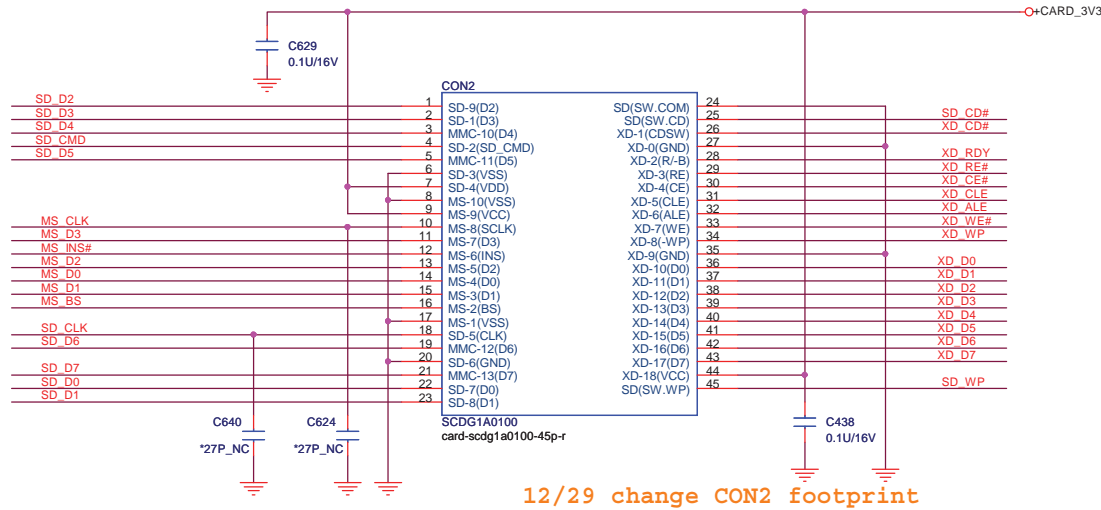 +CARD_3V3
C629
0.1U/16V
CON2
SD_D2 1 SD-9(D2) SD(SW.COM) 24
SD_D3 2 SD-1(D3) SD(SW.CD) 25 SD_CD#
SD_D4 3 MMC-10(D4) XD-1(CDSW) 26 XD_CD#
SD_CMD 4 SD-2(SD_CMD) XD-0(GND) 27
SD_D5 5 MMC-11(D5) XD-2(R/-B) 28 XD_RDY
6 SD-3(VSS) XD-3(RE) 29 XD_RE#
7 SD-4(VDD) XD-4(CE) 30 XD_CE#
8 MS-10(VSS) XD-5(CLE) 31 XD_CLE
9 MS-9(VCC) XD-6(ALE) 32 XD_ALE
MS_CLK 10 MS-8(SCLK) XD-7(WE) 33 XD_WE#
MS_D3 11 MS-7(D3) XD-8(-WP) 34 XD_WP
MS_INS# 12 MS-6(INS) XD-9(GND) 35
MS_D2 13 MS-5(D2) XD-10(D0) 36 XD_D0
MS_D0 14 MS-4(D0) XD-11(D1) 37 XD_D1
MS_D1 15 MS-3(D1) XD-12(D2) 38 XD_D2
MS_BS 16 MS-2(BS) XD-13(D3) 39 XD_D3
17 MS-1(VSS) XD-14(D4) 40 XD_D4
SD_CLK 18 SD-5(CLK) XD-15(D5) 41 XD_D5
SD_D6 19 MMC-12(D6) XD-16(D6) 42 XD_D6
20 SD-6(GND) XD-17(D7) 43 XD_D7
SD_D7 21 MMC-13(D7) XD-18(VCC) 44
SD_D0 22 SD-7(D0) SD(SW.WP) 45 SD_WP
SD_D1 23 SD-8(D1)
SCDG1A0100
card-scdg1a0100-45p-r
C640
*27P_NC
C624
*27P_NC
C438
0.1U/16V
12/29 change CON2 footprint